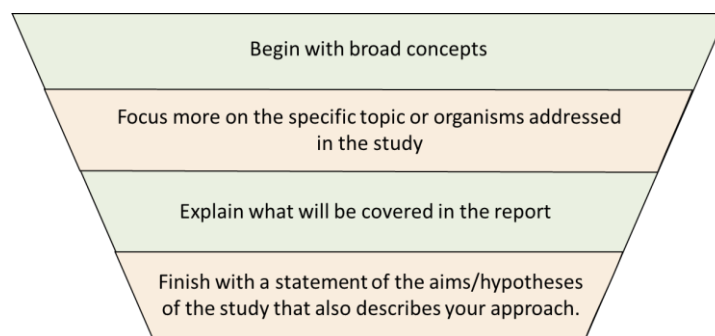 Begin with broad concepts
Focus more on the specific topic or organisms addressed
in the study
Explain what will be covered in the report
Finish with a statement of the aims/hypotheses
of the study that also describes your approach.